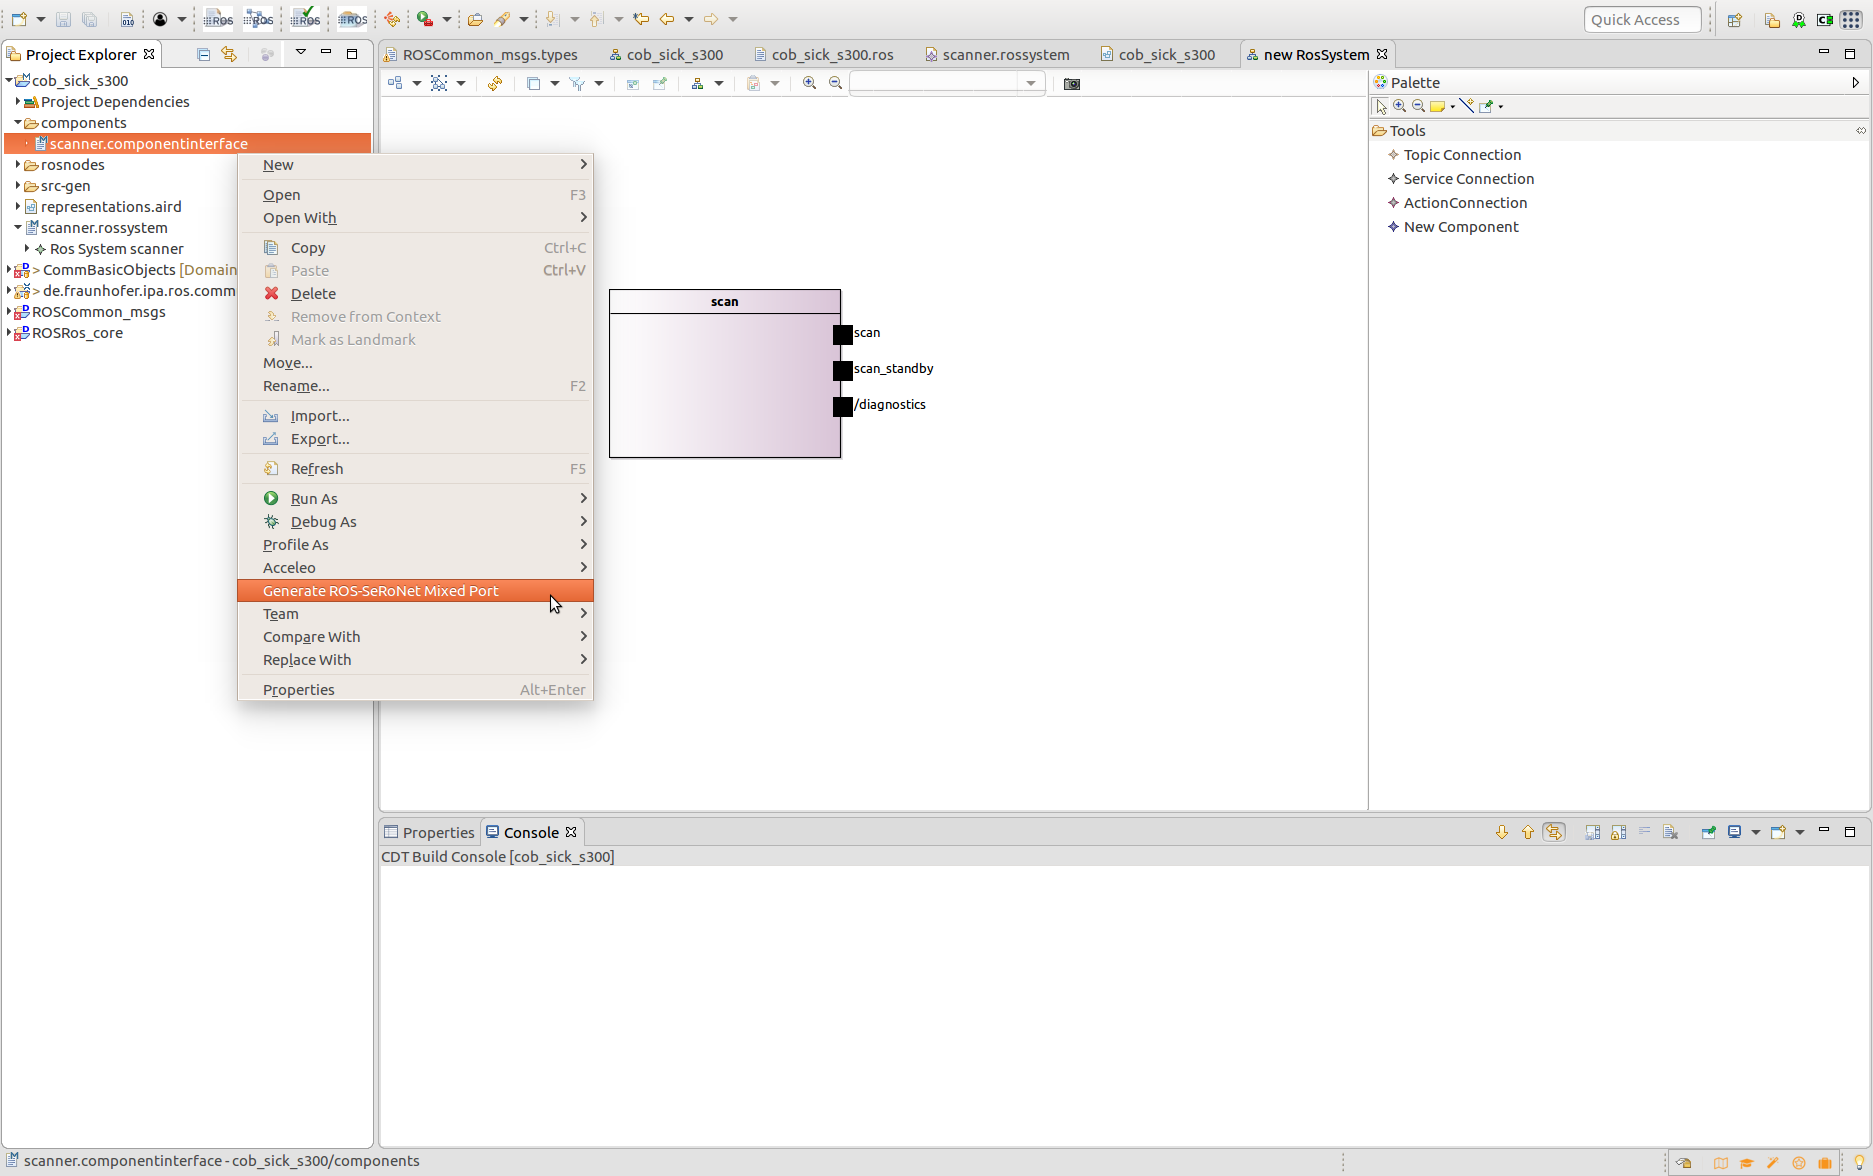 010
ROS
ROS
ROS
ROS
Quick Access
Project Explorer
ROSCommon_msgs.types
cob_sick_s300
cob_sick_s300.ros
scanner.rossystem
cob_sick_s300
new RosSystem
cob_sick_s300
Project Dependencies
components
scanner.componentinterface
rosnodes
src-gen
representations.aird
scanner.rossystem
Ros System scanner
> CommBasicObjects [Domain
> de.fraunhofer.ipa.ros.comm
ROSCommon_msgs
ROSRos_core
New
Open F3
Open With
Copy Ctrl+C
Paste Ctrl+V
Delete
Remove from Context
Mark as Landmark
Move...
Rename... F2
Import...
Export...
Refresh F5
Run As
Debug As
Profile As
Acceleo
Generate ROS-SeRoNet Mixed Port
Team
Compare With
Replace With
Properties Alt+Enter
scan
scan
scan_standby
/diagnostics
Palette
Tools
Topic Connection
Service Connection
ActionConnection
New Component
Properties
Console
CDT Build Console [cob_sick_s300]
scanner.componentinterface - cob_sick_s300/components